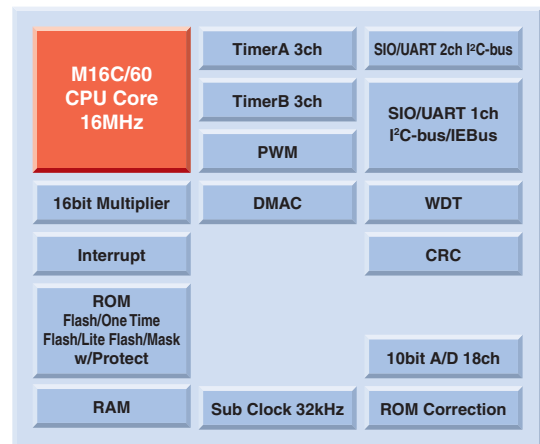 M16C/60
CPU Core
16MHz
TimerA 3ch
SIO/UART 2ch I²C-bus
TimerB 3ch
SIO/UART 1ch
I²C-bus/IEBus
PWM
16bit Multiplier
DMAC
WDT
Interrupt
CRC
ROM
Flash/One Time
Flash/Lite Flash/Mask
w/Protect
10bit A/D 18ch
RAM
Sub Clock 32kHz
ROM Correction